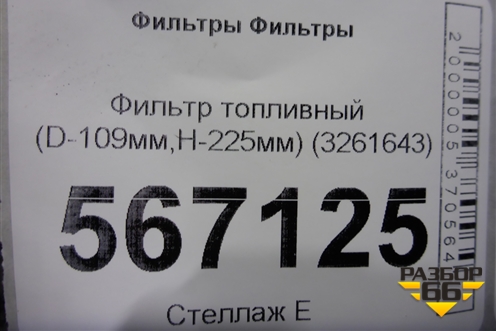 Фильтры Фильтры
Фильтр топливный
(D-109мм,H-225мм) (3261643)
567125
Стеллаж Е
2000005370564
РАЗБОР
66